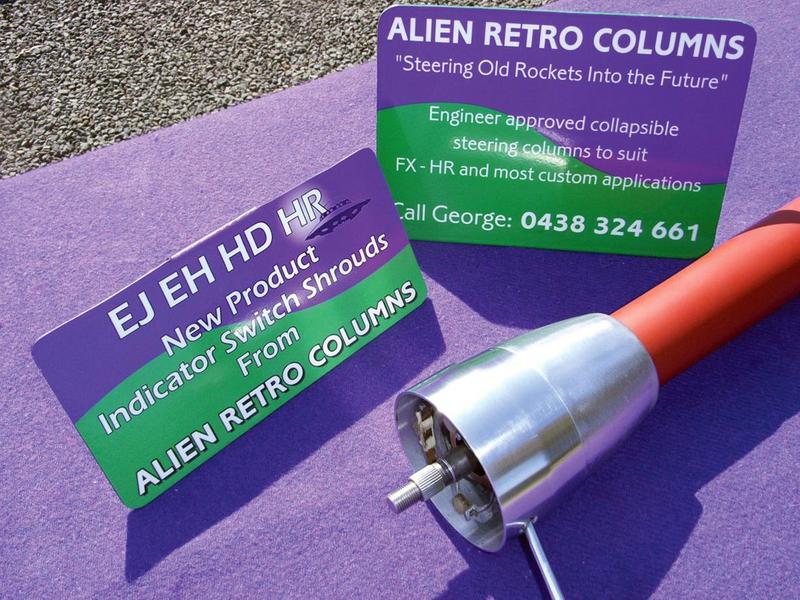 ALIEN RETRO COLUMNS
"Steering Old Rockets Into the Future"
Engineer approved collapsible
steering columns to suit
FX - HR and most custom applications
Call George: 0438 324 661
EJ EH HD HR
New Product
Indicator Switch Shrouds
From
ALIEN RETRO COLUMNS